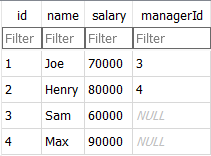 id name salary managerId
Filter Filter Filter Filter
1 Joe 70000 3
2 Henry 80000 4
3 Sam 60000 NULL
4 Max 90000 NULL